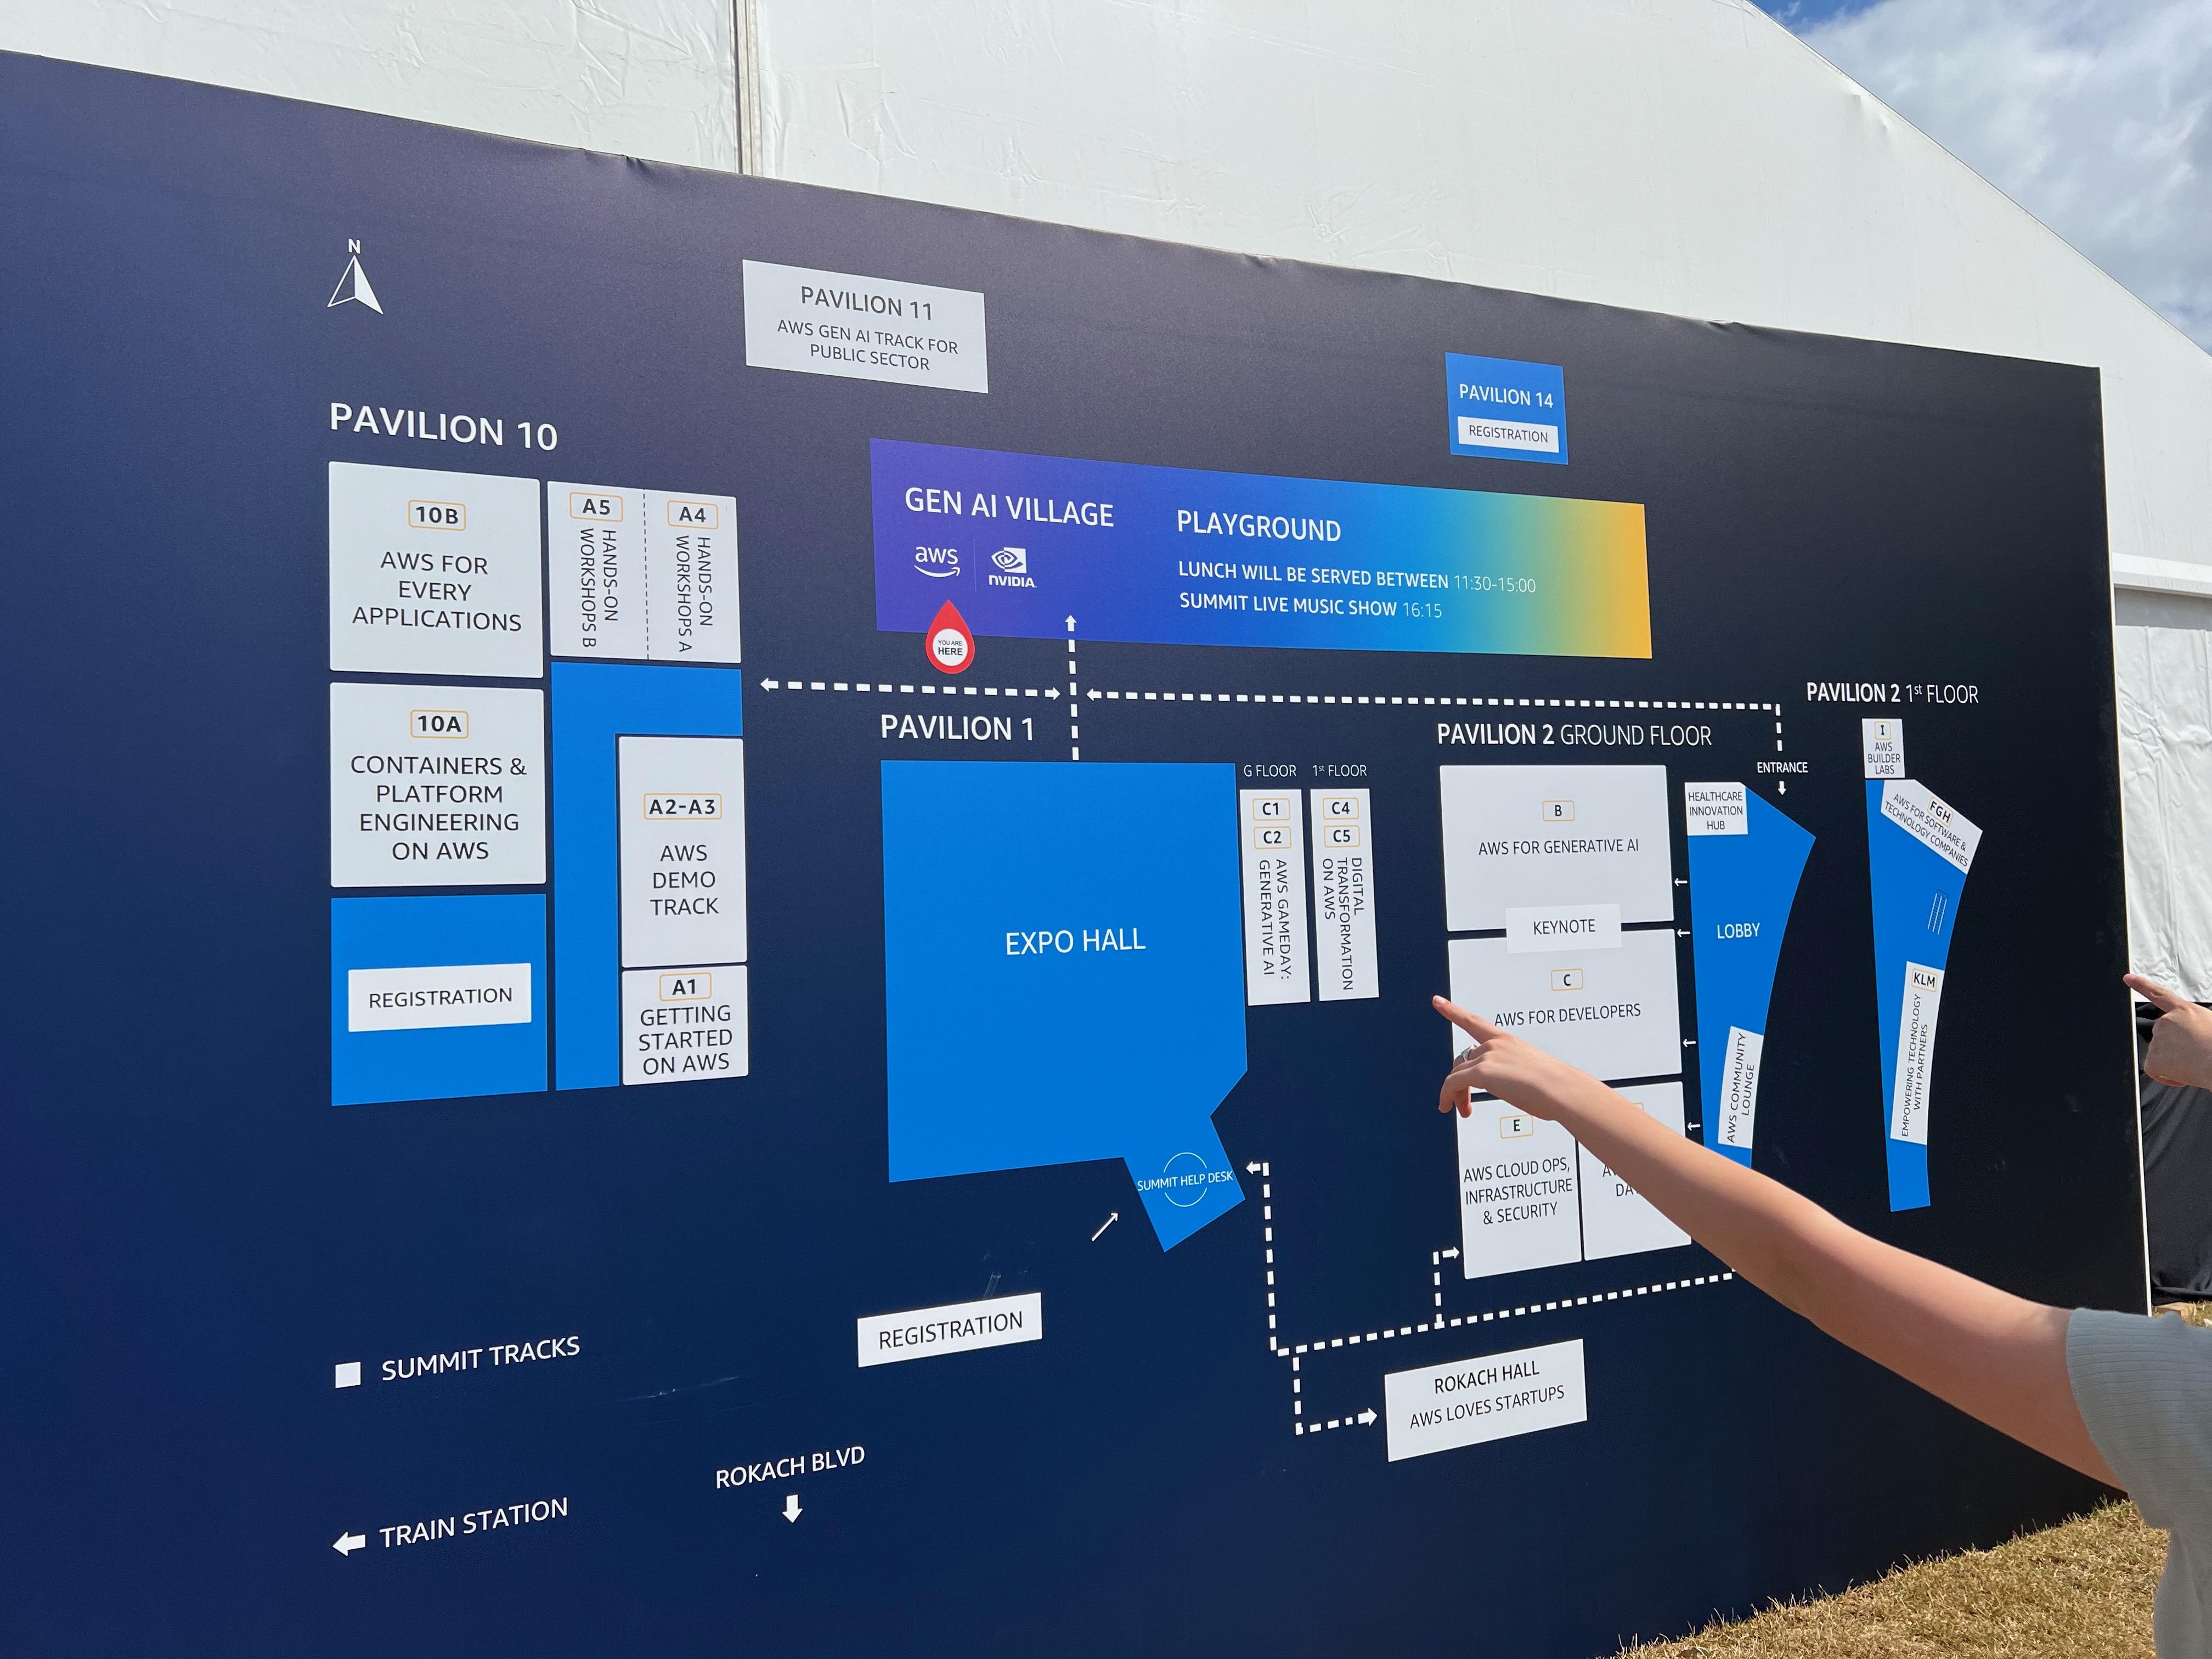 N
PAVILION 11
AWS GEN AI TRACK FOR
PUBLIC SECTOR
PAVILION 14
REGISTRATION
PAVILION 10
10B
AWS FOR
EVERY
APPLICATIONS
A5
HANDS-ON
WORKSHOPS B
A4
HANDS-ON
WORKSHOPS A
10A
CONTAINERS &
PLATFORM
ENGINEERING
ON AWS
A2-A3
AWS
DEMO
TRACK
REGISTRATION
A1
GETTING
STARTED
ON AWS
GEN AI VILLAGE
aws
NVIDIA
YOU ARE
HERE
PLAYGROUND
LUNCH WILL BE SERVED BETWEEN 11:30-15:00
SUMMIT LIVE MUSIC SHOW 16:15
PAVILION 1
EXPO HALL
SUMMIT HELP DESK
G FLOOR
C1
C2
AWS GAMEDAY:
GENERATIVE AI
1st FLOOR
C4
C5
DIGITAL
TRANSFORMATION
ON AWS
PAVILION 2 GROUND FLOOR
B
AWS FOR GENERATIVE AI
KEYNOTE
C
AWS FOR DEVELOPERS
E
AWS CLOUD OPS,
INFRASTRUCTURE
& SECURITY
ENTRANCE
HEALTHCARE
INNOVATION
HUB
LOBBY
AWS COMMUNITY
LOUNGE
PAVILION 2 1st FLOOR
I
AWS
BUILDER
LABS
FGH
AWS FOR SOFTWARE &
TECHNOLOGY COMPANIES
KLM
EMPOWERING TECHNOLOGY
WITH PARTNERS
REGISTRATION
ROKACH HALL
AWS LOVES STARTUPS
SUMMIT TRACKS
ROKACH BLVD
TRAIN STATION